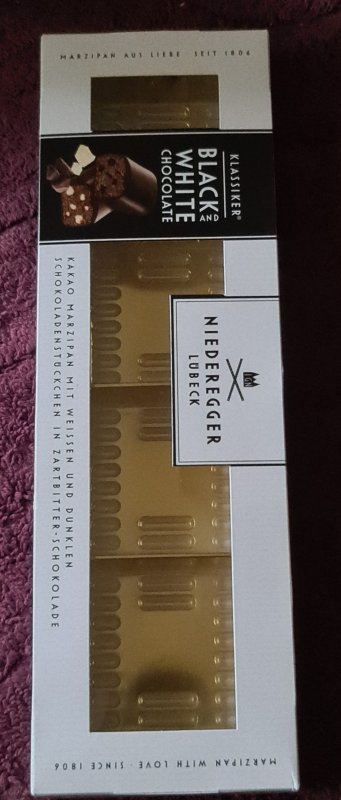 MARZIPAN AUS LIEBE · SEIT 1806
KLASSIKER®
BLACK
AND
WHITE
CHOCOLATE
NIEDEREGGER
LÜBECK
KAKAO MARZIPAN MIT WEISSEN UND DUNKLEN
SCHOKOLADENSTÜCKCHEN IN ZARTBITTER-SCHOKOLADE
MARZIPAN WITH LOVE · SINCE 1806